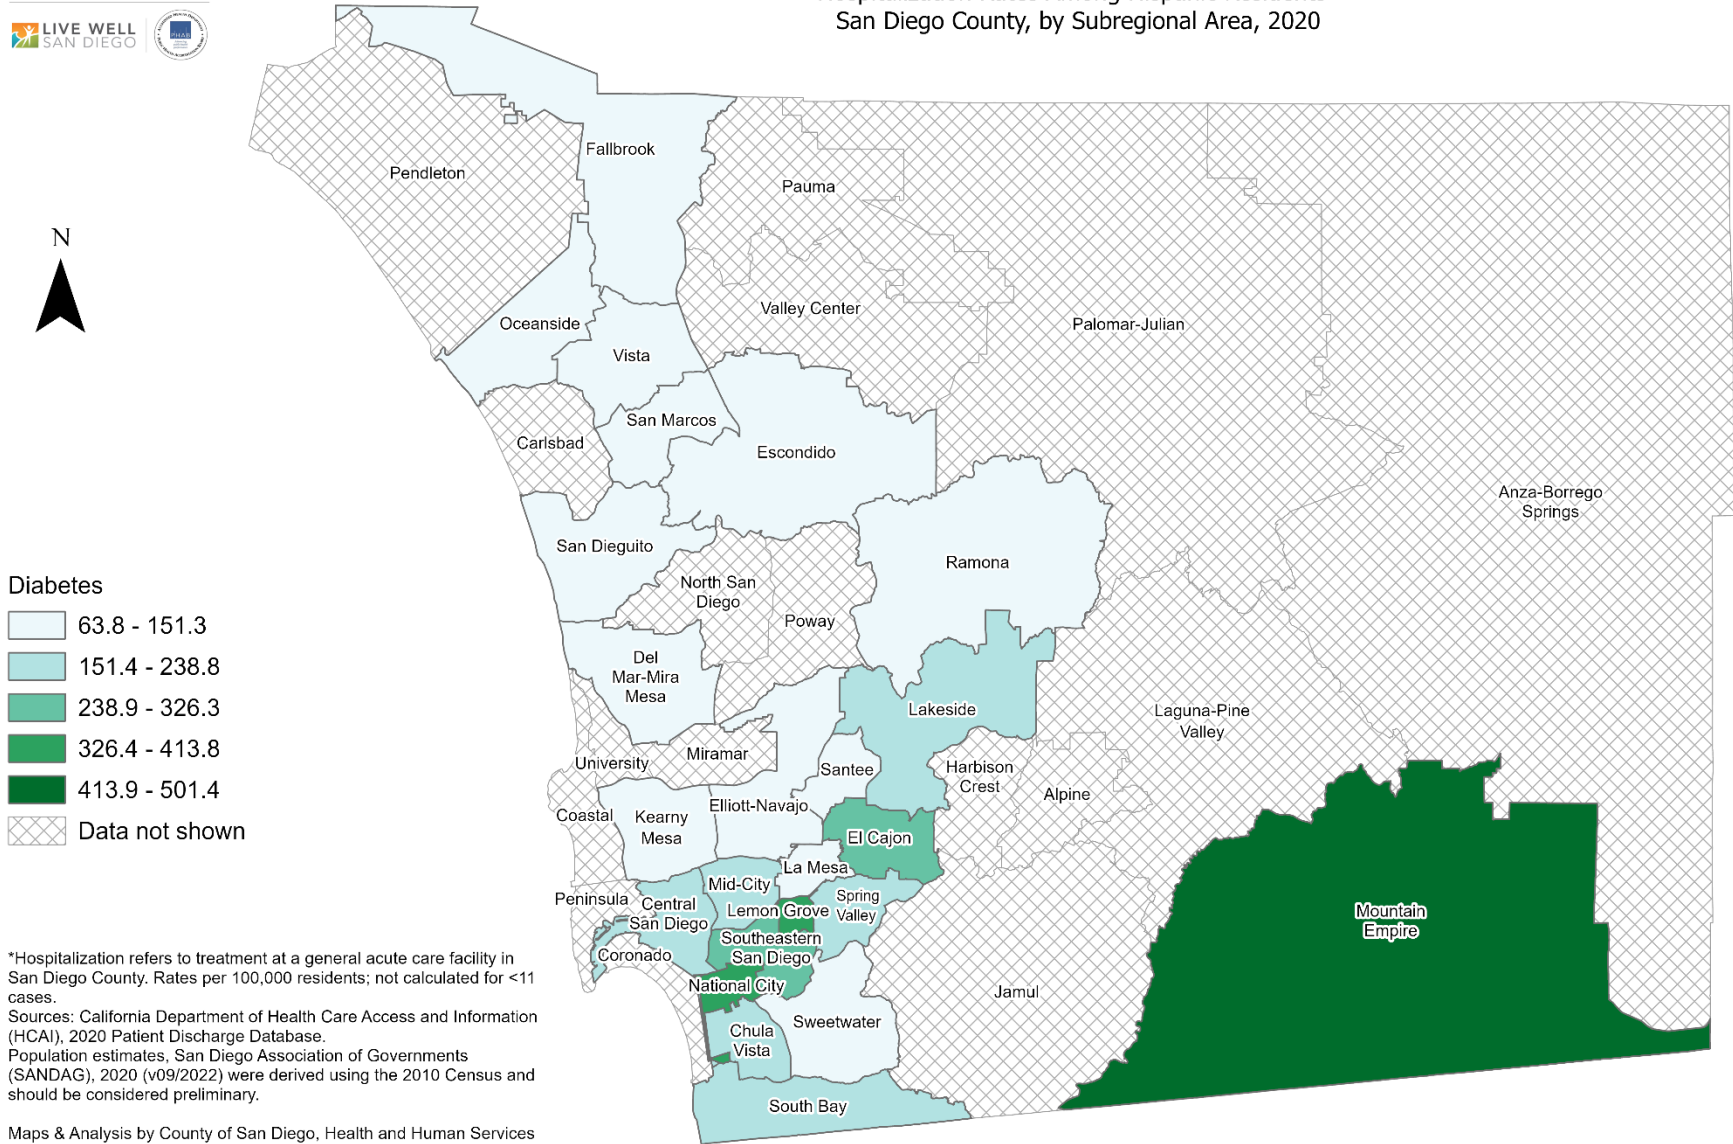 LIVE WELL
SAN DIEGO
PHAB
Hospitalization Rates Among Hispanic Residents
San Diego County, by Subregional Area, 2020
N
Pendleton
Fallbrook
Pauma
Valley Center
Palomar-Julian
Oceanside
Vista
San Marcos
Carlsbad
Escondido
Anza-Borrego
Springs
San Dieguito
North San
Diego
Poway
Ramona
Del
Mar-Mira
Mesa
Lakeside
Laguna-Pine
Valley
University
Miramar
Santee
Harbison
Crest
Alpine
Coastal
Kearny
Mesa
Elliott-Navajo
El Cajon
La Mesa
Mid-City
Peninsula
Central
San Diego
Lemon Grove
Spring
Valley
Mountain
Empire
Southeastern
San Diego
Coronado
National City
Jamul
Chula
Vista
Sweetwater
South Bay
Diabetes
63.8 - 151.3
151.4 - 238.8
238.9 - 326.3
326.4 - 413.8
413.9 - 501.4
Data not shown
*Hospitalization refers to treatment at a general acute care facility in
San Diego County. Rates per 100,000 residents; not calculated for <11
cases.
Sources: California Department of Health Care Access and Information
(HCAI), 2020 Patient Discharge Database.
Population estimates, San Diego Association of Governments
(SANDAG), 2020 (v09/2022) were derived using the 2010 Census and
should be considered preliminary.
Maps & Analysis by County of San Diego, Health and Human Services